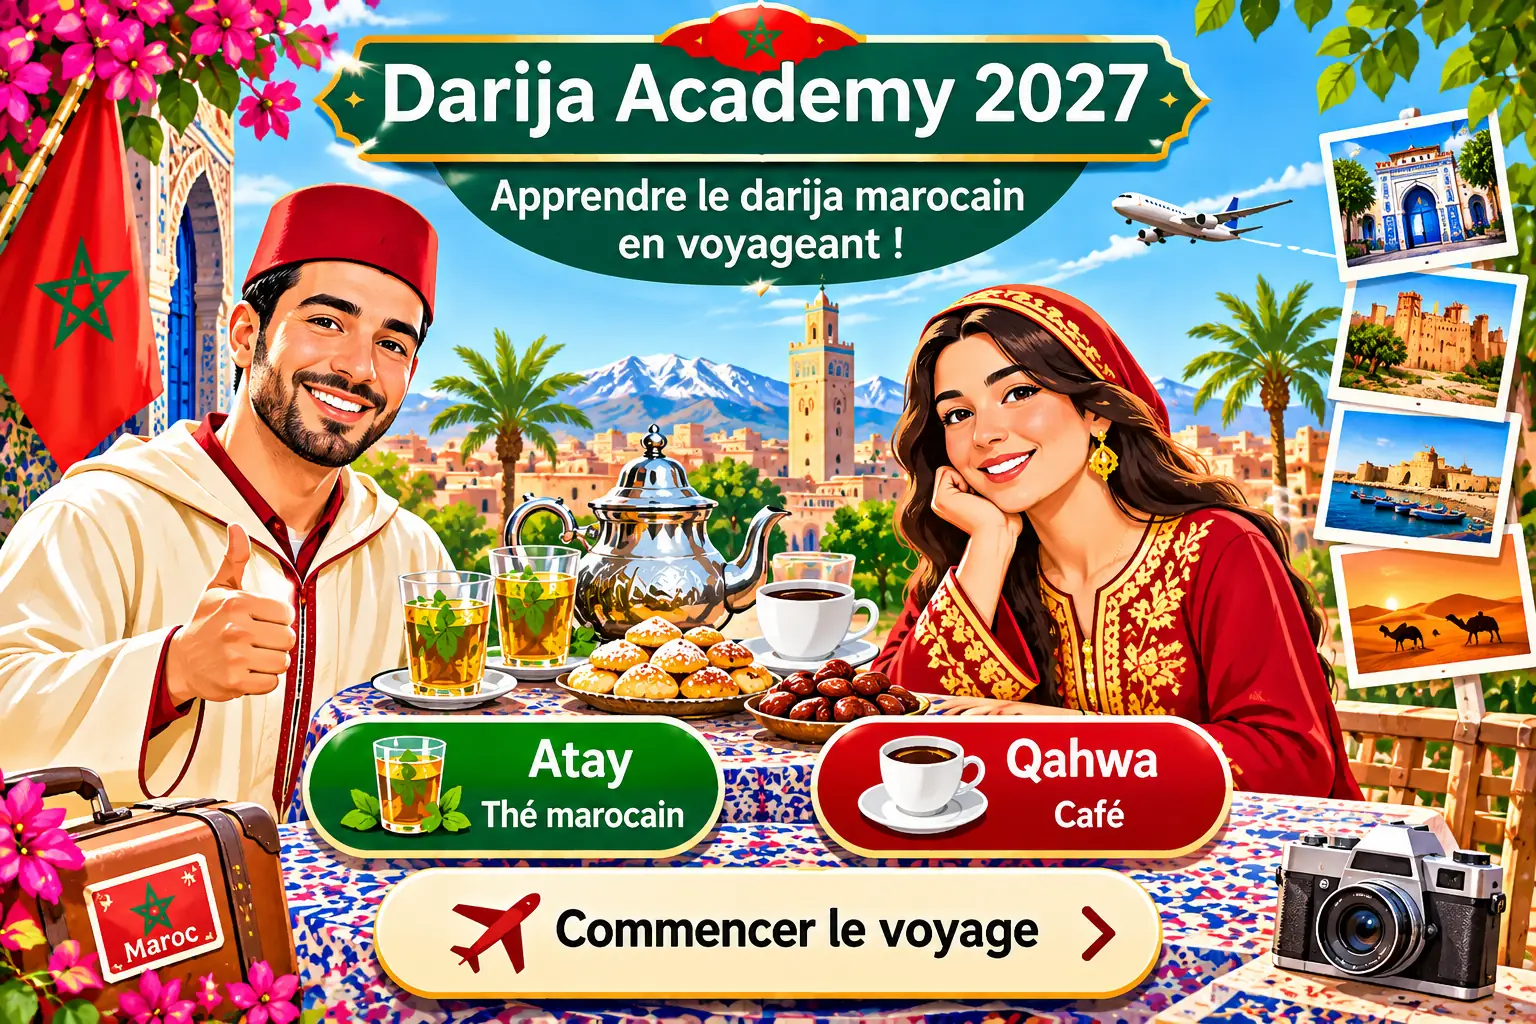 Darija Academy 2027
Apprendre le darija marocain
en voyageant !
Atay
Thé marocain
Qahwa
Café
Commencer le voyage
Maroc